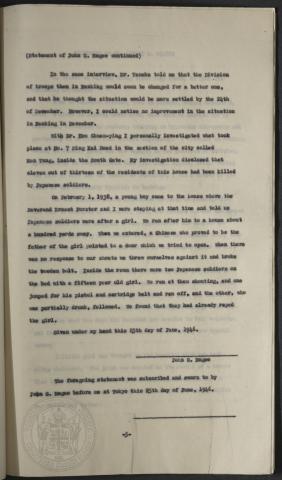 (Statement of John G. Magee continued)
In the same interview, Mr. Tanaka told me that the Division
of troops then in Nanking would soon be changed for a better one,
and that he thought the situation would be more settled by the 24th
of December. However, I could notice no improvement in the situation
in Nanking in December.
With Mr. I personally investigated what took
place at No. 7 Sing Kai Road in the section of the city called
Men Tung, inside the South Gate. My investigation disclosed that
eleven out of thirteen of the residents of this house had been killed
by Japanese soldiers.
On February 1, 1938, a young boy came to the house where the
Reverend Ernest Forster and I were staying at that time and told us
Japanese soldiers were after a girl. We ran after him to a house about
a hundred yards away. When we entered, a Chinese who proved to be the
father of the girl pointed to a door which we tried to open. When there
was no response to our shouts we threw ourselves against it and broke
the wooden bolt. Inside the room there were two Japanese soldiers on
the bed with a fifteen year old girl. We ran at them shouting, and one
jumped for his pistol and cartridge belt and ran off, and the other, who
was partially drunk, followed. We found that they had already raped
the girl.
Given under my hand this 25th day of June, 1946.
John G. Magee
The foregoing statement was subscribed and sworn to by
John G. Magee before me at Tokyo this 25th day of June, 1946.
-5-